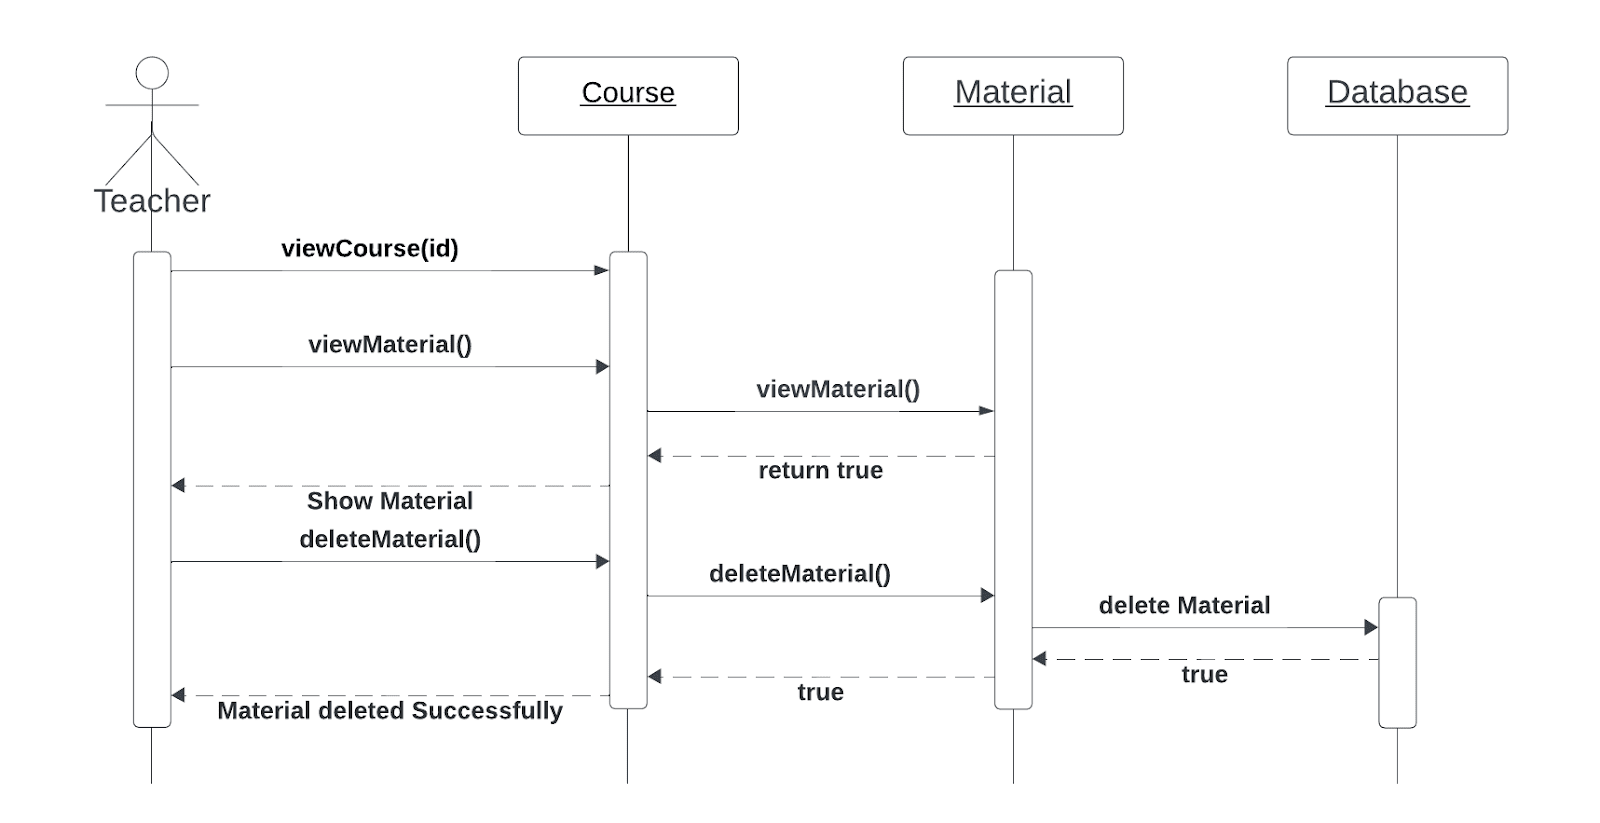 Course
Material
Database
Teacher
viewCourse(id)
viewMaterial()
viewMaterial()
return true
Show Material
deleteMaterial()
deleteMaterial()
delete Material
true
true
Material deleted Successfully